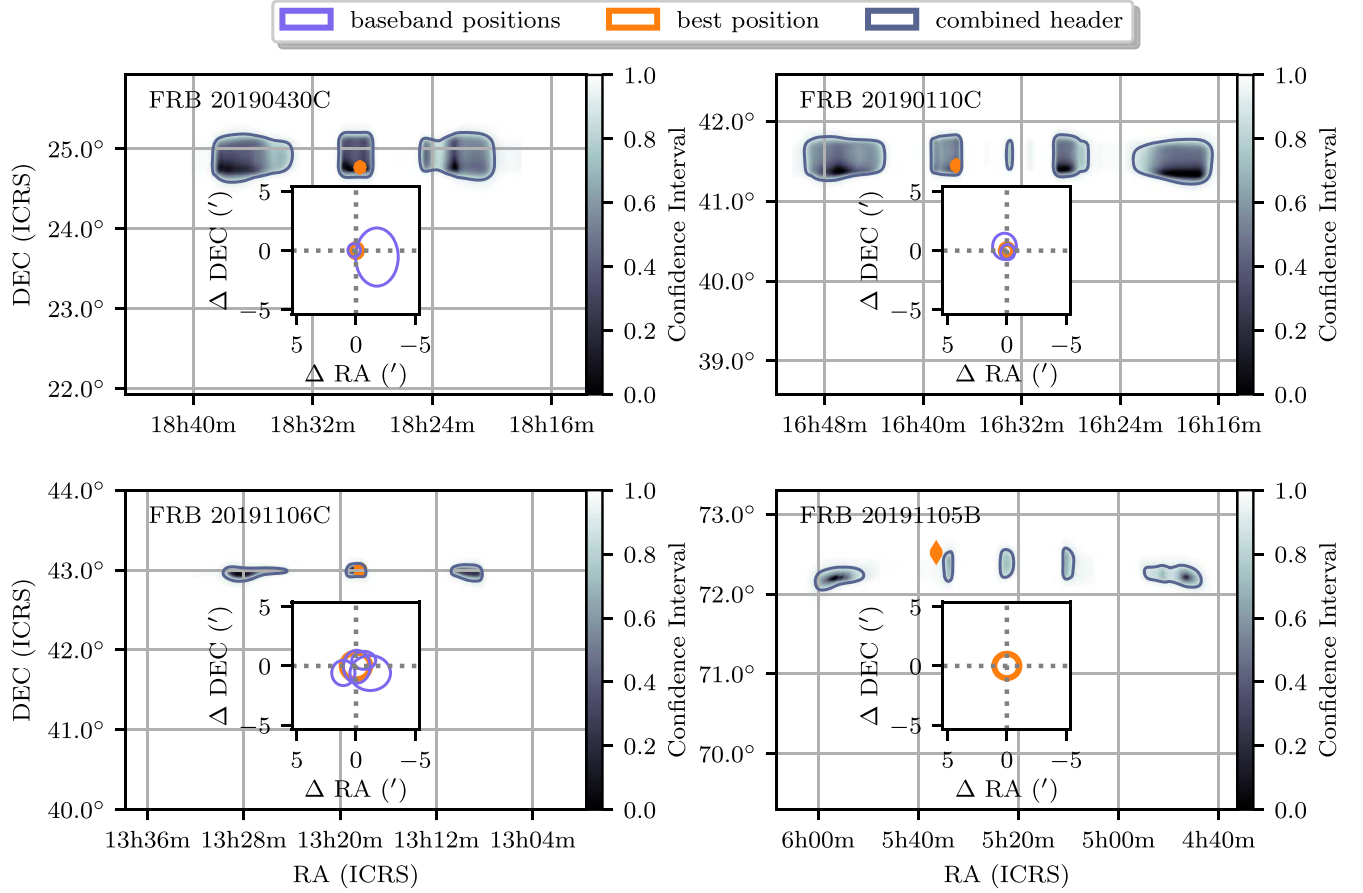 baseband positions best position combined header
FRB 20190430C
DEC (ICRS)
25.0°
24.0°
23.0°
22.0°
18h40m 18h32m 18h24m 18h16m
Δ DEC (′)
5
0
−5
5 0 −5
Δ RA (′)
1.0
0.8
0.6
0.4
0.2
0.0
Confidence Interval
FRB 20190110C
42.0°
41.0°
40.0°
39.0°
16h48m 16h40m 16h32m 16h24m 16h16m
Δ DEC (′)
5
0
−5
5 0 −5
Δ RA (′)
1.0
0.8
0.6
0.4
0.2
0.0
Confidence Interval
FRB 20191106C
DEC (ICRS)
44.0°
43.0°
42.0°
41.0°
40.0°
13h36m 13h28m 13h20m 13h12m 13h04m
RA (ICRS)
Δ DEC (′)
5
0
−5
5 0 −5
Δ RA (′)
1.0
0.8
0.6
0.4
0.2
0.0
Confidence Interval
FRB 20191105B
73.0°
72.0°
71.0°
70.0°
6h00m 5h40m 5h20m 5h00m 4h40m
RA (ICRS)
Δ DEC (′)
5
0
−5
5 0 −5
Δ RA (′)
1.0
0.8
0.6
0.4
0.2
0.0
Confidence Interval